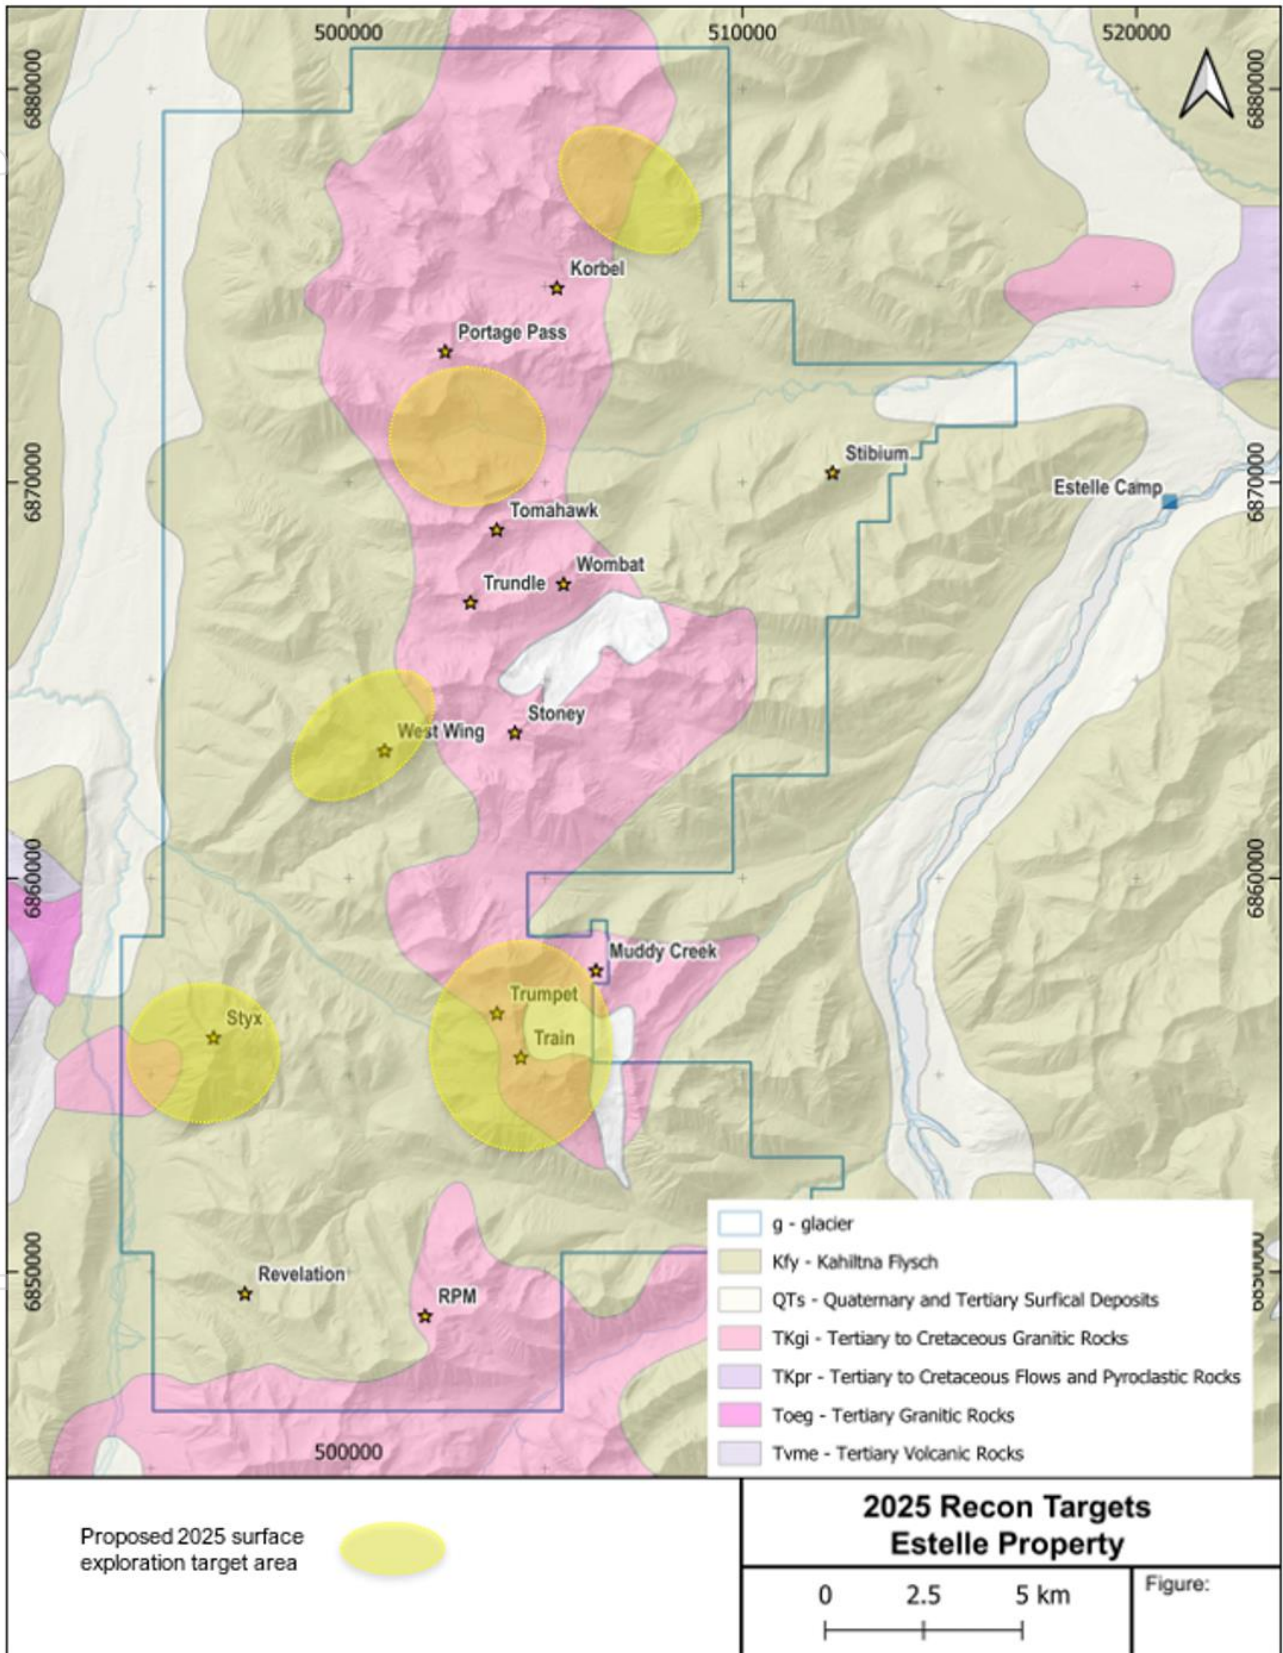 500000
510000
520000
6880000
6880000
Korbel
Portage Pass
Stibium
6870000
Estelle Camp
6870000
Tomahawk
Wombat
Trundle
Stoney
West Wing
6860000
6860000
Muddy Creek
Trumpet
Styx
Train
g - glacier
6850000
Kfy - Kahiltna Flysch
6850000
Revelation
RPM
QTs - Quaternary and Tertiary Surfical Deposits
TKgi - Tertiary to Cretaceous Granitic Rocks
TKpr - Tertiary to Cretaceous Flows and Pyroclastic Rocks
Toeg - Tertiary Granitic Rocks
Tvme - Tertiary Volcanic Rocks
500000
Proposed 2025 surface
exploration target area
2025 Recon Targets
Estelle Property
0 2.5 5 km
Figure: